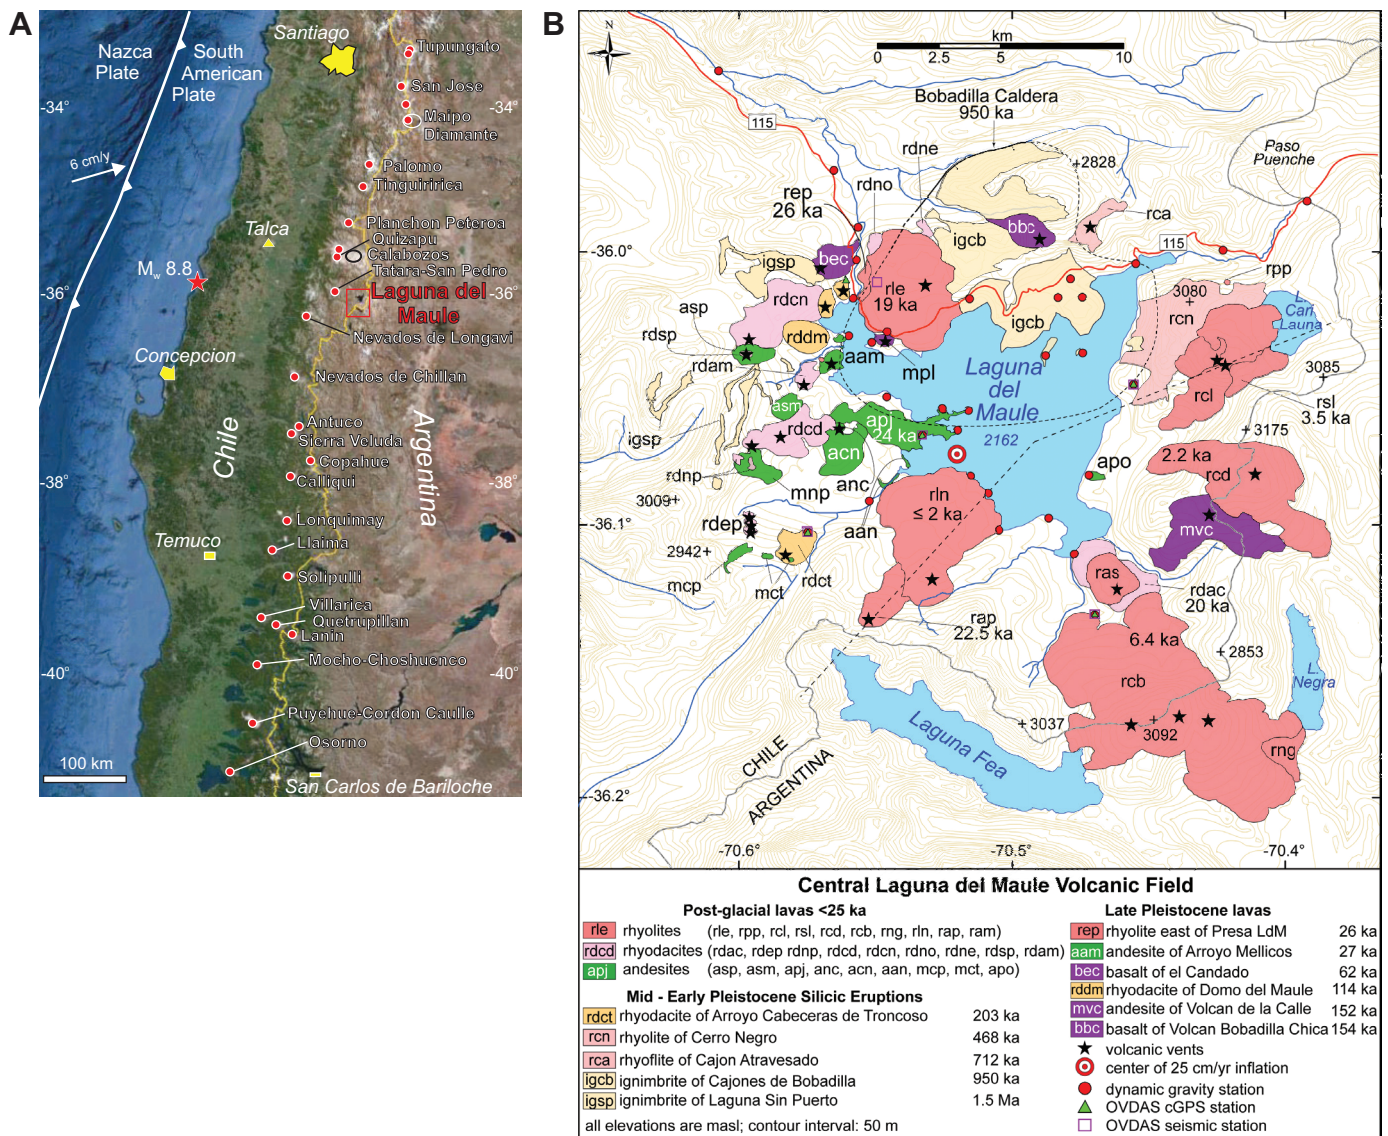 A
Nazca
Plate
South
American
Plate
Santiago
Tupungato
San Jose
-34°
-34°
Maipo
Diamante
6 cm/y
Palomo
Tinguiririca
Talca
Planchon Peteroa
Quizapu
Calabozos
Tatara-San Pedro
Mw 8.8
-36°
-36°
Laguna del
Maule
Nevados de Longavi
Concepcion
Nevados de Chillan
Chile
Argentina
Antuco
Sierra Veluda
Copahue
Calliqui
-38°
-38°
Lonquimay
Temuco
Llaima
Solipulli
Villarica
Quetrupillan
Lanin
Mocho-Choshuenco
-40°
-40°
Puyehue-Cordon Caulle
Osorno
100 km
San Carlos de Bariloche
B
N
km
0 2.5 5 10
Bobadilla Caldera
950 ka
115
rdne
+2828
Paso
Puenche
rdno
rep
26 ka
rca
bbc
-36.0°
igcb
115
bec
igsp
rpp
rle
19 ka
3080
+
rcn
L.
Cari
Launa
rdcn
asp
igcb
rdsp
rddm
aam
rdam
mpl
Laguna
del
Maule
3085
+
rcl
rsl
3.5 ka
asm
apj
24 ka
rdcd
2162
+3175
igsp
acn
2.2 ka
rcd
apo
rdnp
anc
mnp
rln
≤ 2 ka
3009+
rdep
aan
-36.1°
mvc
2942+
rdct
mcp
mct
ras
rdac
20 ka
rap
22.5 ka
6.4 ka
+2853
rcb
L.
Negra
+3037
+
3092
Laguna Fea
rng
CHILE
ARGENTINA
-36.2°
-70.6°
-70.5°
-70.4°
Central Laguna del Maule Volcanic Field
Post-glacial lavas <25 ka
rle rhyolites (rle, rpp, rcl, rsl, rcd, rcb, rng, rln, rap, ram)
rdcd rhyodacites (rdac, rdep rdnp, rdcd, rdcn, rdno, rdne, rdsp, rdam)
apj andesites (asp, asm, apj, anc, acn, aan, mcp, mct, apo)
Mid - Early Pleistocene Silicic Eruptions
rdct rhyodacite of Arroyo Cabeceras de Troncoso 203 ka
rcn rhyolite of Cerro Negro 468 ka
rca rhyoflite of Cajon Atravesado 712 ka
igcb ignimbrite of Cajones de Bobadilla 950 ka
igsp ignimbrite of Laguna Sin Puerto 1.5 Ma
all elevations are masl; contour interval: 50 m
Late Pleistocene lavas
rep rhyolite east of Presa LdM 26 ka
aam andesite of Arroyo Mellicos 27 ka
bec basalt of el Candado 62 ka
rddm rhyodacite of Domo del Maule 114 ka
mvc andesite of Volcan de la Calle 152 ka
bbc basalt of Volcan Bobadilla Chica 154 ka
volcanic vents
center of 25 cm/yr inflation
dynamic gravity station
OVDAS cGPS station
OVDAS seismic station